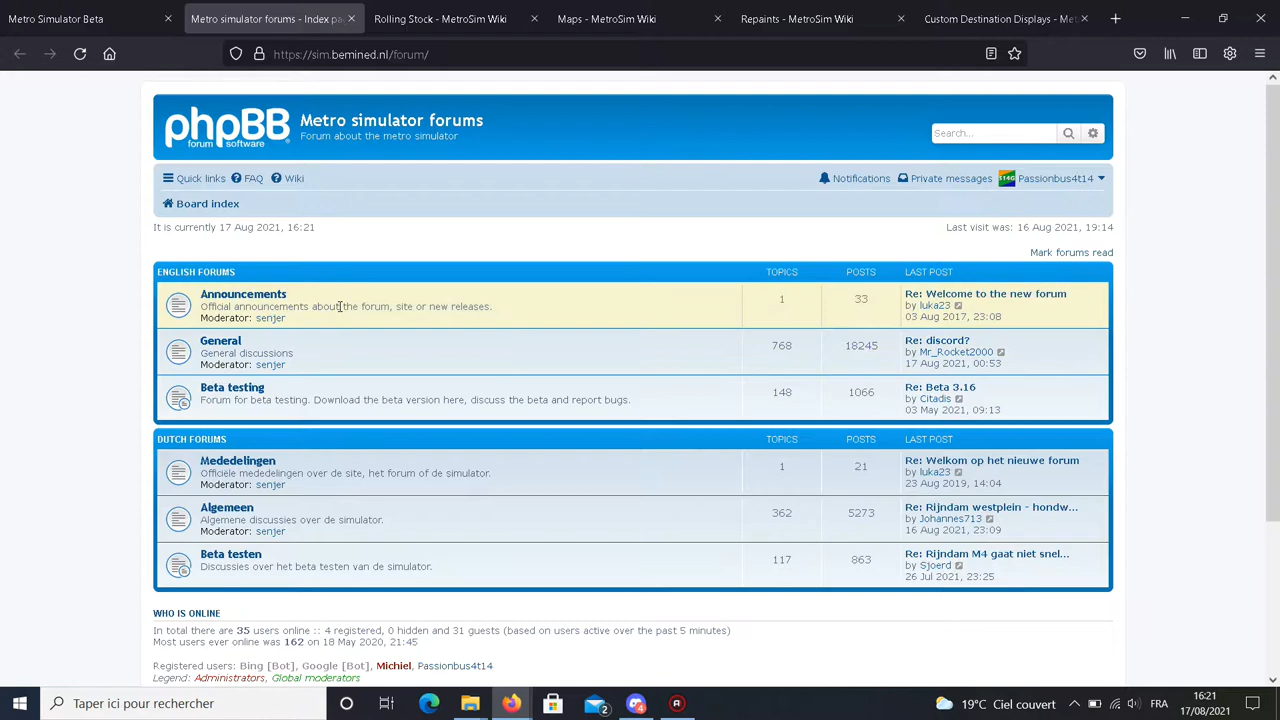 Metro Simulator Beta
Metro simulator forums - Index pag
Rolling Stock - MetroSim Wiki
Maps - MetroSim Wiki
Repaints - MetroSim Wiki
Custom Destination Displays - Met
https://sim.bemined.nl/forum/
phpBB
forum software
Metro simulator forums
Forum about the metro simulator
Search...
Quick links FAQ Wiki
Notifications Private messages Passionbus4t14
Board index
It is currently 17 Aug 2021, 16:21
Last visit was: 16 Aug 2021, 19:14
Mark forums read
ENGLISH FORUMS TOPICS POSTS LAST POST
Announcements
Official announcements about the forum, site or new releases.
Moderator: senjer
1 33
Re: Welcome to the new forum
by luka23
03 Aug 2017, 23:08
General
General discussions
Moderator: senjer
768 18245
Re: discord?
by Mr_Rocket2000
17 Aug 2021, 00:53
Beta testing
Forum for beta testing. Download the beta version here, discuss the beta and report bugs.
148 1066
Re: Beta 3.16
by Citadis
03 May 2021, 09:13
DUTCH FORUMS TOPICS POSTS LAST POST
Mededelingen
Officiële mededelingen over de site, het forum of de simulator.
Moderator: senjer
1 21
Re: Welkom op het nieuwe forum
by luka23
23 Aug 2019, 14:04
Algemeen
Algemene discussies over de simulator.
Moderator: senjer
362 5273
Re: Rijndam westplein - hondw...
by Johannes713
16 Aug 2021, 23:09
Beta testen
Discussies over het beta testen van de simulator.
117 863
Re: Rijndam M4 gaat niet snel...
by Sjoerd
26 Jul 2021, 23:25
WHO IS ONLINE
In total there are 35 users online :: 4 registered, 0 hidden and 31 guests (based on users active over the past 5 minutes)
Most users ever online was 162 on 18 May 2020, 21:45
Registered users: Bing [Bot], Google [Bot], Michiel, Passionbus4t14
Legend: Administrators, Global moderators
Taper ici pour rechercher
2
19°C Ciel couvert
FRA
16:21
17/08/2021